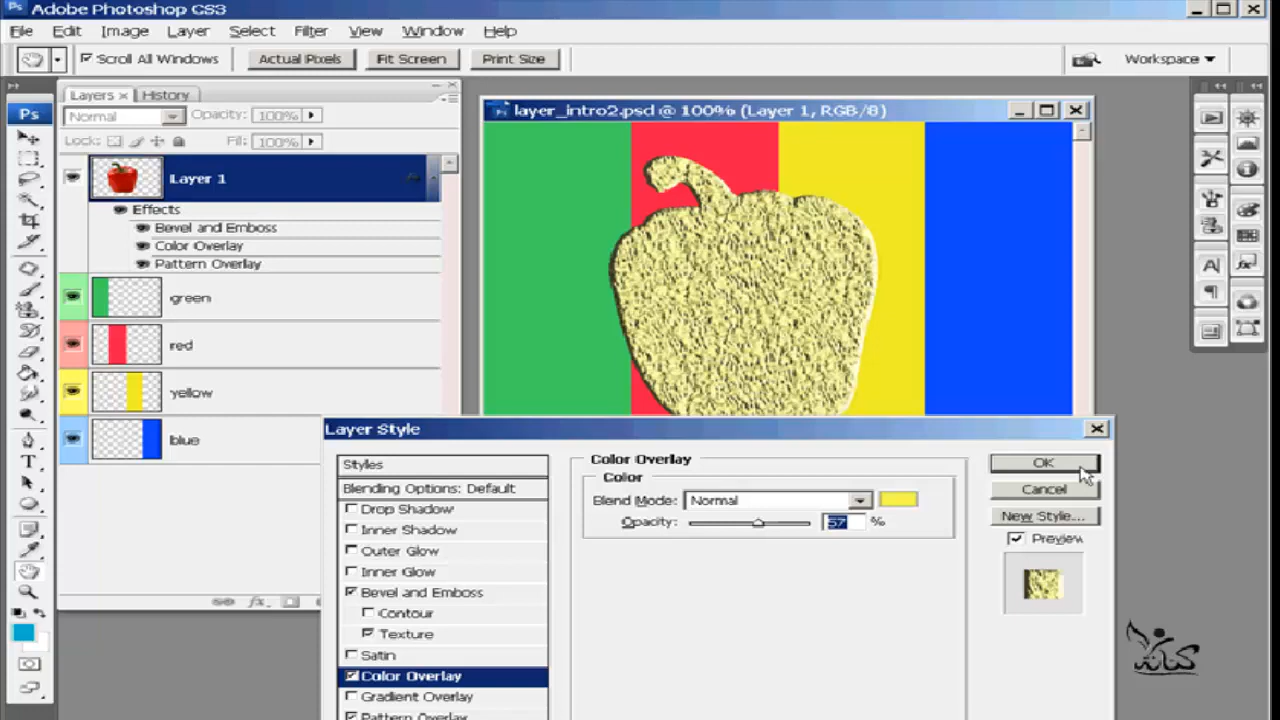 Adobe Photoshop CS3
File Edit Image Layer Select Filter View Window Help
Scroll All Windows Actual Pixels Fit Screen Print Size Workspace
Layers × History
Normal Opacity: 100%
Lock: Fill: 100%
Layer 1
Effects
Bevel and Emboss
Color Overlay
Pattern Overlay
green
red
yellow
blue
layer_intro2.psd @ 100% (Layer 1, RGB/8)
Layer Style
Styles
Blending Options: Default
Drop Shadow
Inner Shadow
Outer Glow
Inner Glow
Bevel and Emboss
Contour
Texture
Satin
Color Overlay
Gradient Overlay
Pattern Overlay
Color Overlay
Color
Blend Mode: Normal
Opacity: 57 %
OK
Cancel
New Style...
Preview
كنانة